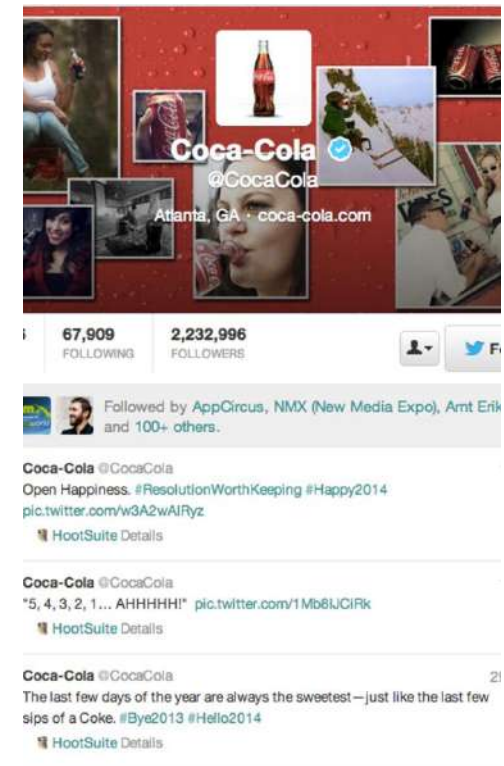 Coca-Cola
@CocaCola
Atlanta, GA · coca-cola.com
67,909
FOLLOWING
2,232,996
FOLLOWERS
Followed by AppCircus, NMX (New Media Expo), Arnt Erik
and 100+ others.
Coca-Cola @CocaCola
Open Happiness. #ResolutionWorthKeeping #Happy2014
pic.twitter.com/w3A2wAIRyz
HootSuite Details
Coca-Cola @CocaCola
"5, 4, 3, 2, 1... AHHHHH!" pic.twitter.com/1Mb8IJCiRk
HootSuite Details
Coca-Cola @CocaCola
The last few days of the year are always the sweetest—just like the last few
sips of a Coke. #Bye2013 #Hello2014
HootSuite Details